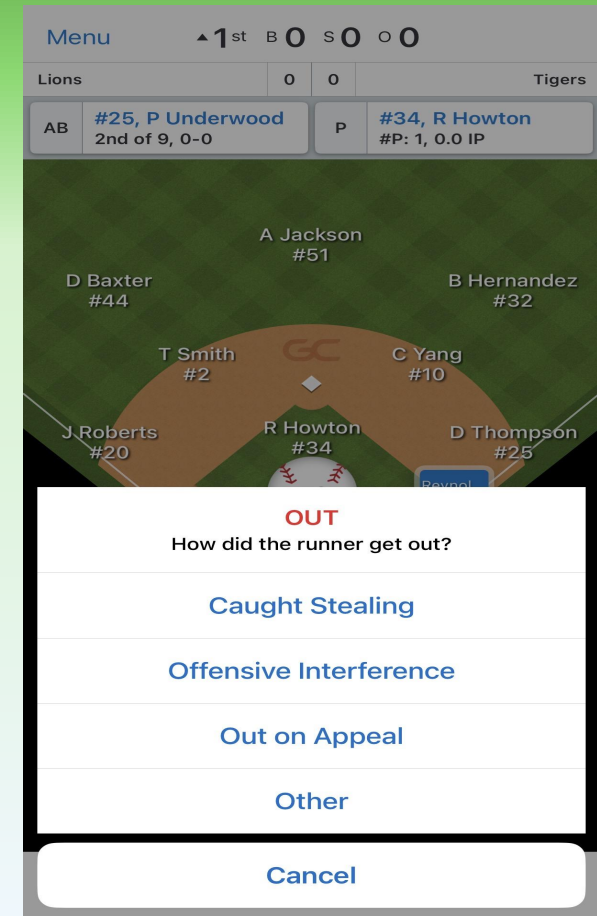 Menu ▲ 1st B 0 S 0 O 0
Lions 0 0 Tigers
AB #25, P Underwood P #34, R Howton
2nd of 9, 0-0 #P: 1, 0.0 IP
A Jackson
#51
D Baxter B Hernandez
#44 #32
T Smith GC C Yang
#2 #10
J Roberts R Howton D Thompson
#20 #34 #25
OUT
How did the runner get out?
Caught Stealing
Offensive Interference
Out on Appeal
Other
Cancel